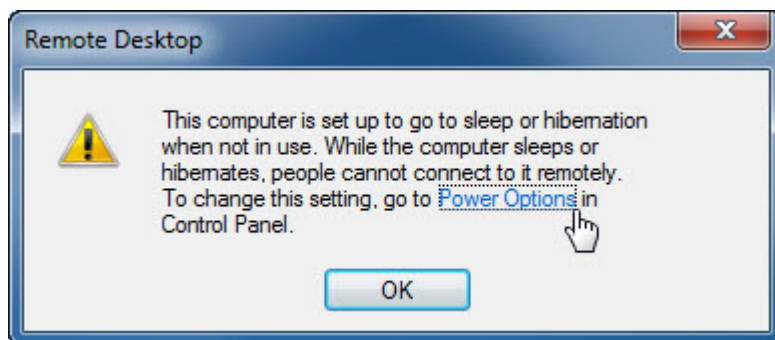 Remote Desktop
This computer is set up to go to sleep or hibernation
when not in use. While the computer sleeps or
hibernates, people cannot connect to it remotely.
To change this setting, go to Power Options in
Control Panel.
OK